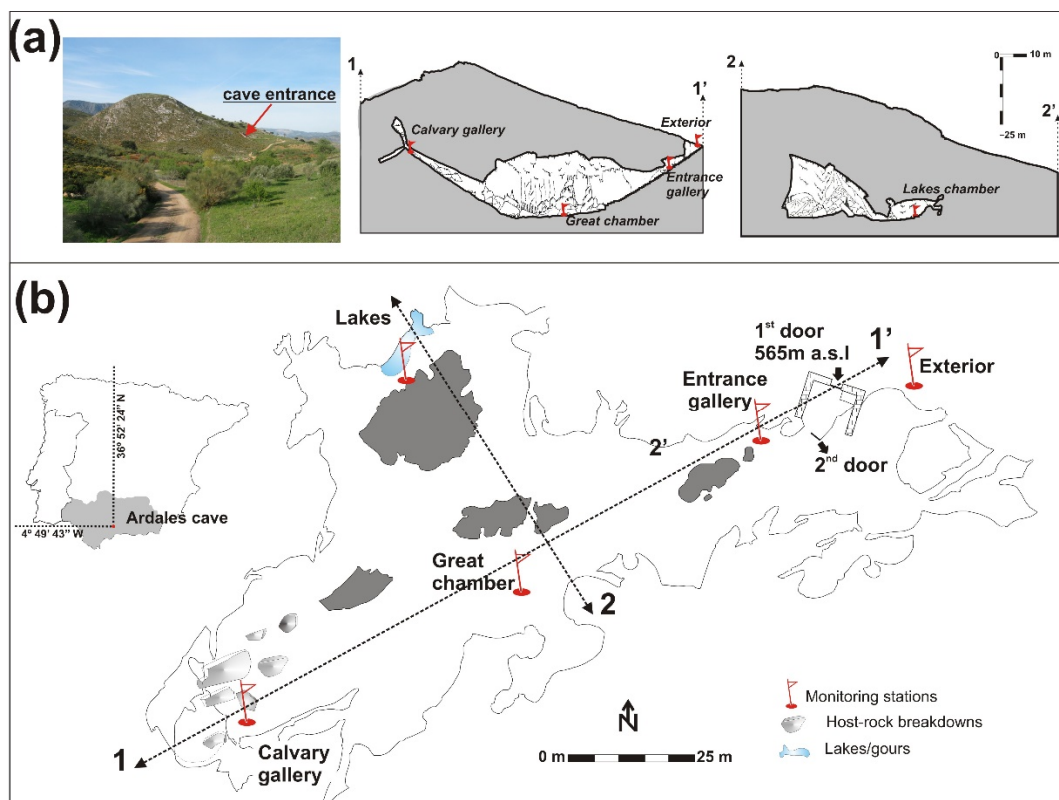 (a)
cave entrance
1
1'
Calvary gallery
Exterior
Entrance
gallery
Great chamber
2
2'
Lakes chamber
0
10 m
-25 m
(b)
Lakes
1st door
565m a.s.l
1'
Exterior
Entrance
gallery
2'
2nd door
36º 52' 24'' N
Ardales cave
4º 49' 43'' W
Great
chamber
2
1
Calvary
gallery
N
0 m
25 m
Monitoring stations
Host-rock breakdowns
Lakes/gours